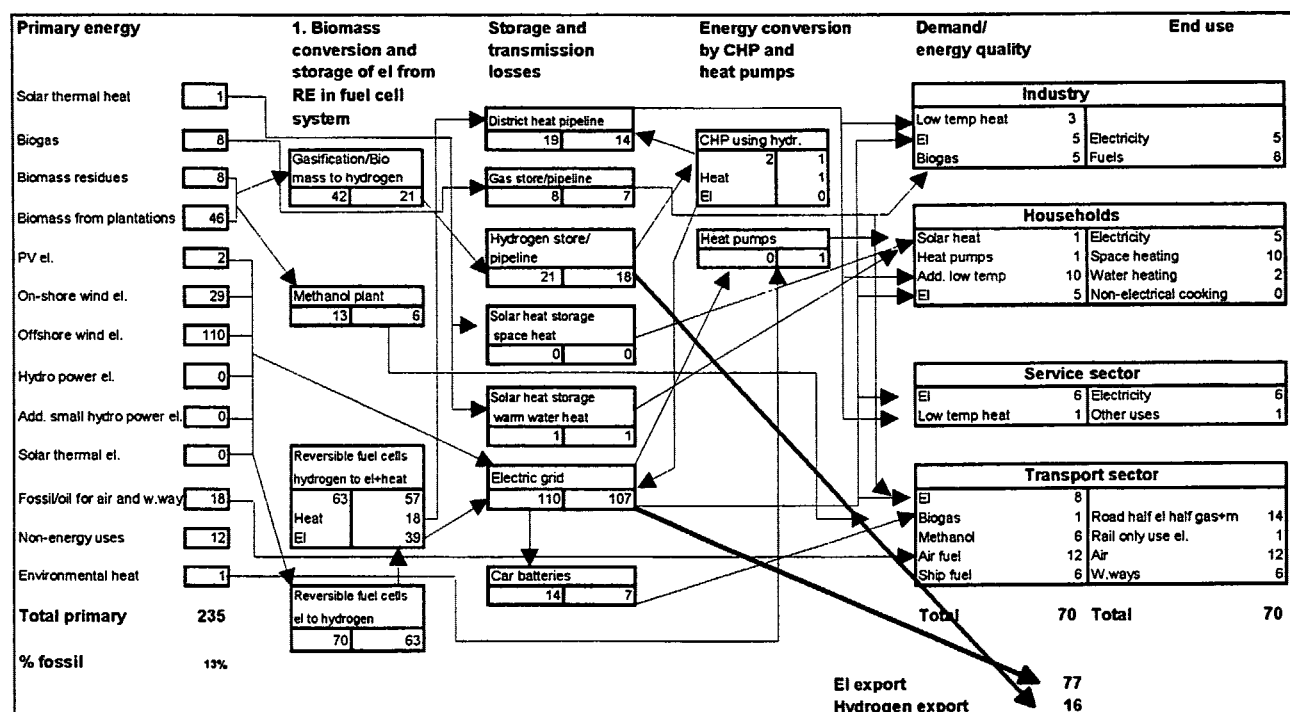 Primary energy
1. Biomass
conversion and
storage of el from
RE in fuel cell
system
Storage and
transmission
losses
Energy conversion
by CHP and
heat pumps
Demand/
energy quality
End use
Solar thermal heat 1
Biogas 8
Biomass residues 8
Biomass from plantations 46
PV el. 2
On-shore wind el. 29
Offshore wind el. 110
Hydro power el. 0
Add. small hydro power el. 0
Solar thermal el. 0
Fossil/oil for air and w.way 18
Non-energy uses 12
Environmental heat 1
Total primary 235
% fossil 13%
Gasification/Bio
mass to hydrogen
42 21
Methanol plant
13 6
Reversible fuel cells
hydrogen to el+heat
63 57
Heat 18
El 39
Reversible fuel cells
el to hydrogen
70 63
District heat pipeline
19 14
Gas store/pipeline
8 7
Hydrogen store/
pipeline
21 18
Solar heat storage
space heat
0 0
Solar heat storage
warm water heat
1 1
Electric grid
110 107
Car batteries
14 7
CHP using hydr.
2 1
Heat 1
El 0
Heat pumps
0 1
Industry
Low temp heat 3
El 5 Electricity 5
Biogas 5 Fuels 8
Households
Solar heat 1 Electricity 5
Heat pumps 1 Space heating 10
Add. low temp 10 Water heating 2
El 5 Non-electrical cooking 0
Service sector
El 6 Electricity 6
Low temp heat 1 Other uses 1
Transport sector
El 8
Biogas 1 Road half el half gas+m 14
Methanol 6 Rail only use el. 1
Air fuel 12 Air 12
Ship fuel 6 W.ways 6
Total 70 Total 70
El export 77
Hydrogen export 16